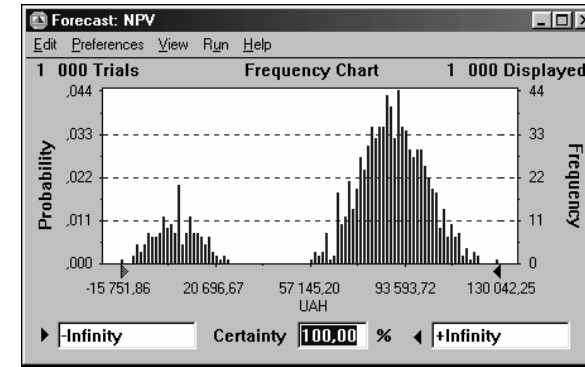 Forecast: NPV
Edit Preferences View Run Help
1 000 Trials Frequency Chart 1 000 Displayed
Probability
,044
,033
,022
,011
,000
44
33
22
11
0
Frequency
-15 751,86 20 696,67 57 145,20 93 593,72 130 042,25
UAH
-Infinity Certainty 100,00 % +Infinity